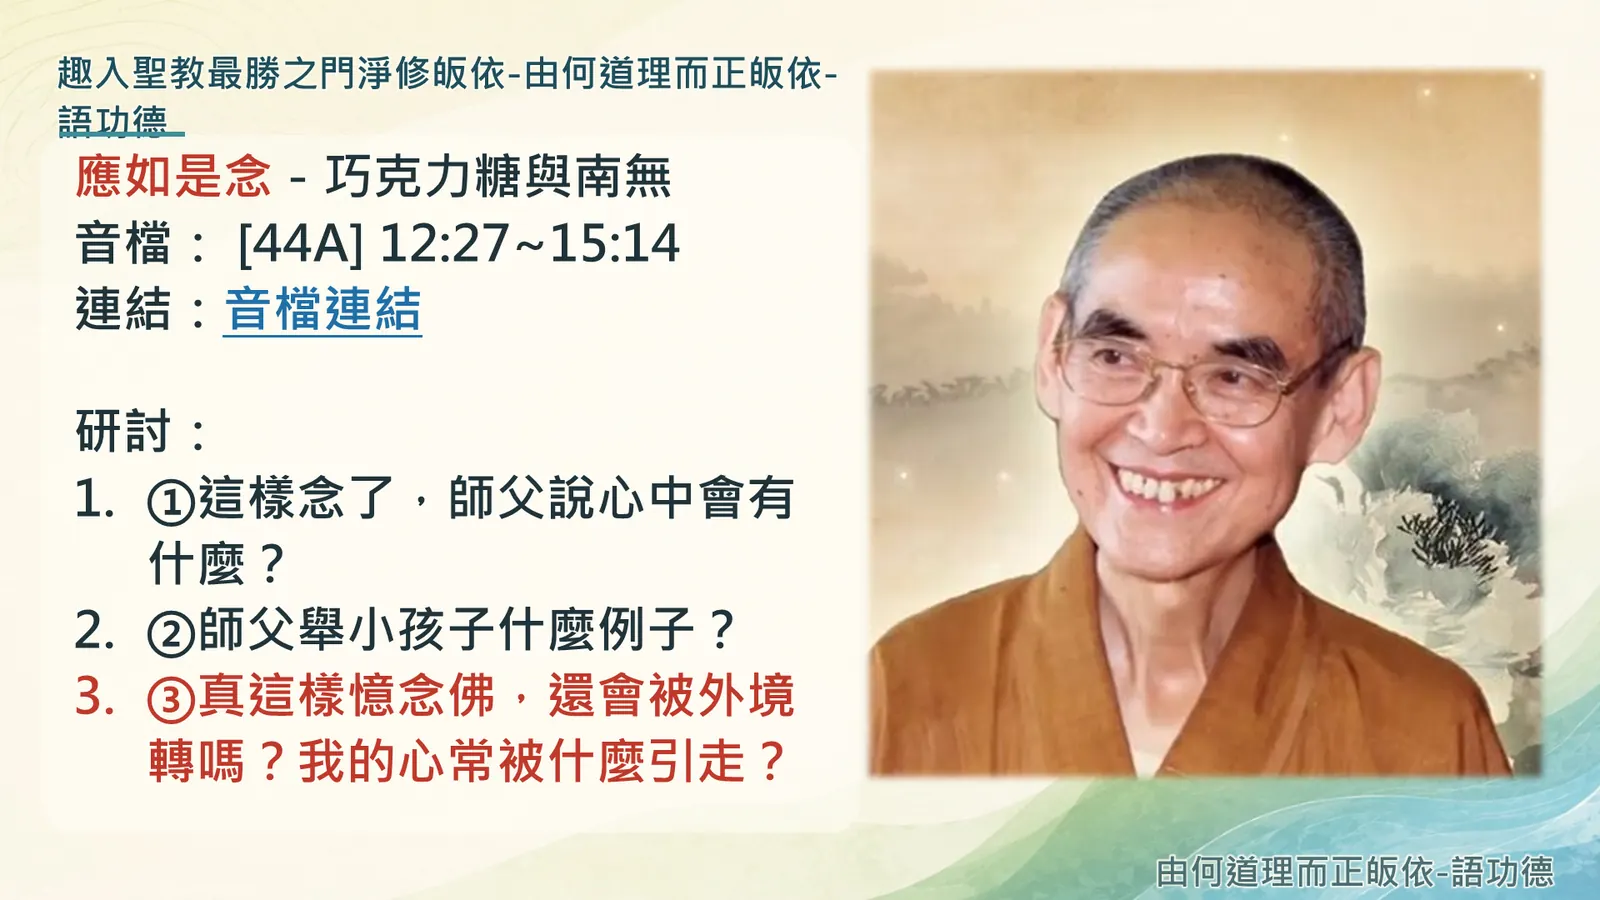 趣入聖教最勝之門淨修皈依-由何道理而正皈依-
語功德
應如是念 - 巧克力糖與南無
音檔： [44A] 12:27~15:14
連結：音檔連結
研討：
1. ①這樣念了，師父說心中會有
什麼？
2. ②師父舉小孩子什麼例子？
3. ③真這樣憶念佛，還會被外境
轉嗎？我的心常被什麼引走？
由何道理而正皈依-語功德